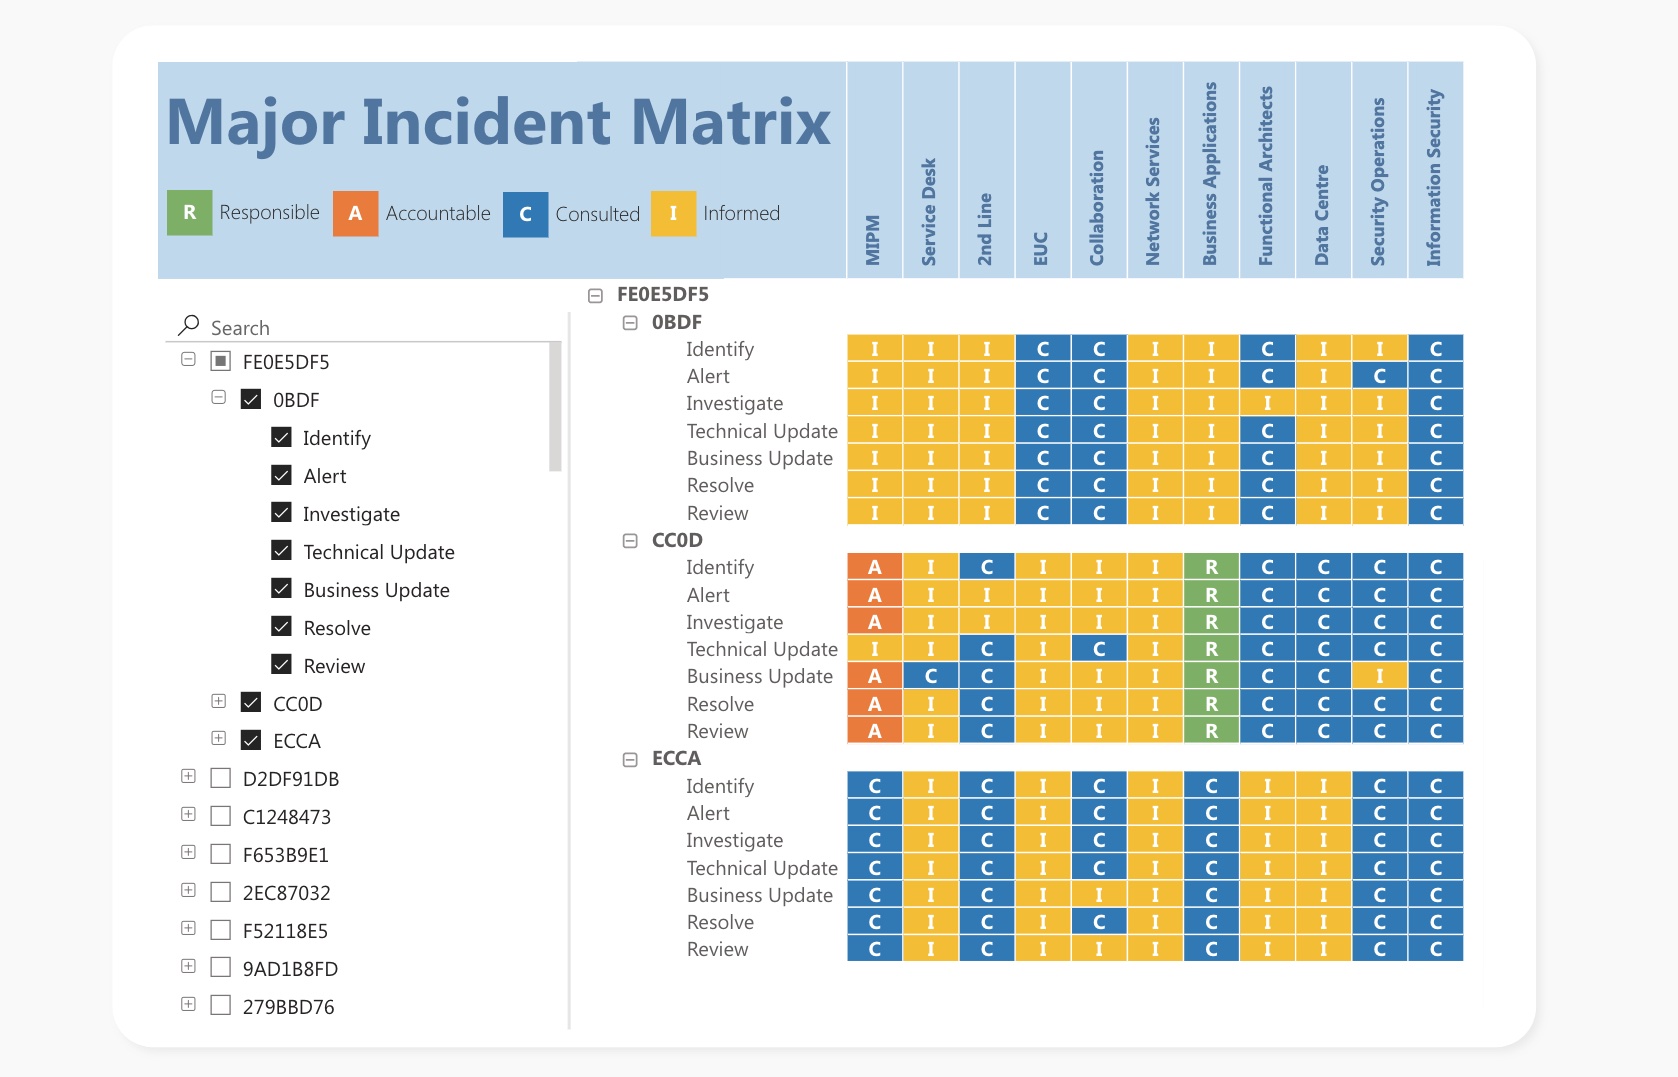 Major Incident Matrix
R Responsible A Accountable C Consulted I Informed
MIPM
Service Desk
2nd Line
EUC
Collaboration
Network Services
Business Applications
Functional Architects
Data Centre
Security Operations
Information Security
Search
FE0E5DF5
0BDF
Identify
Alert
Investigate
Technical Update
Business Update
Resolve
Review
CC0D
ECCA
D2DF91DB
C1248473
F653B9E1
2EC87032
F52118E5
9AD1B8FD
279BBD76
FE0E5DF5
0BDF
Identify I I I C C I I C I I C
Alert I I I C C I I C I C C
Investigate I I I C C I I I I I C
Technical Update I I I C C I I C I I C
Business Update I I I C C I I C I I C
Resolve I I I C C I I C I I C
Review I I I C C I I C I I C
CC0D
Identify A I C I I I R C C C C
Alert A I I I I I R C C C C
Investigate A I I I I I R C C C C
Technical Update I I C I C I R C C C C
Business Update A C C I I I R C C I C
Resolve A I C I I I R C C C C
Review A I C I I I R C C C C
ECCA
Identify C I C I C I C I I C C
Alert C I C I C I C I I C C
Investigate C I C I C I C I I C C
Technical Update C I C I C I C I I C C
Business Update C I C I I I C I I C C
Resolve C I C I C I C I I C C
Review C I C I I I C I I C C